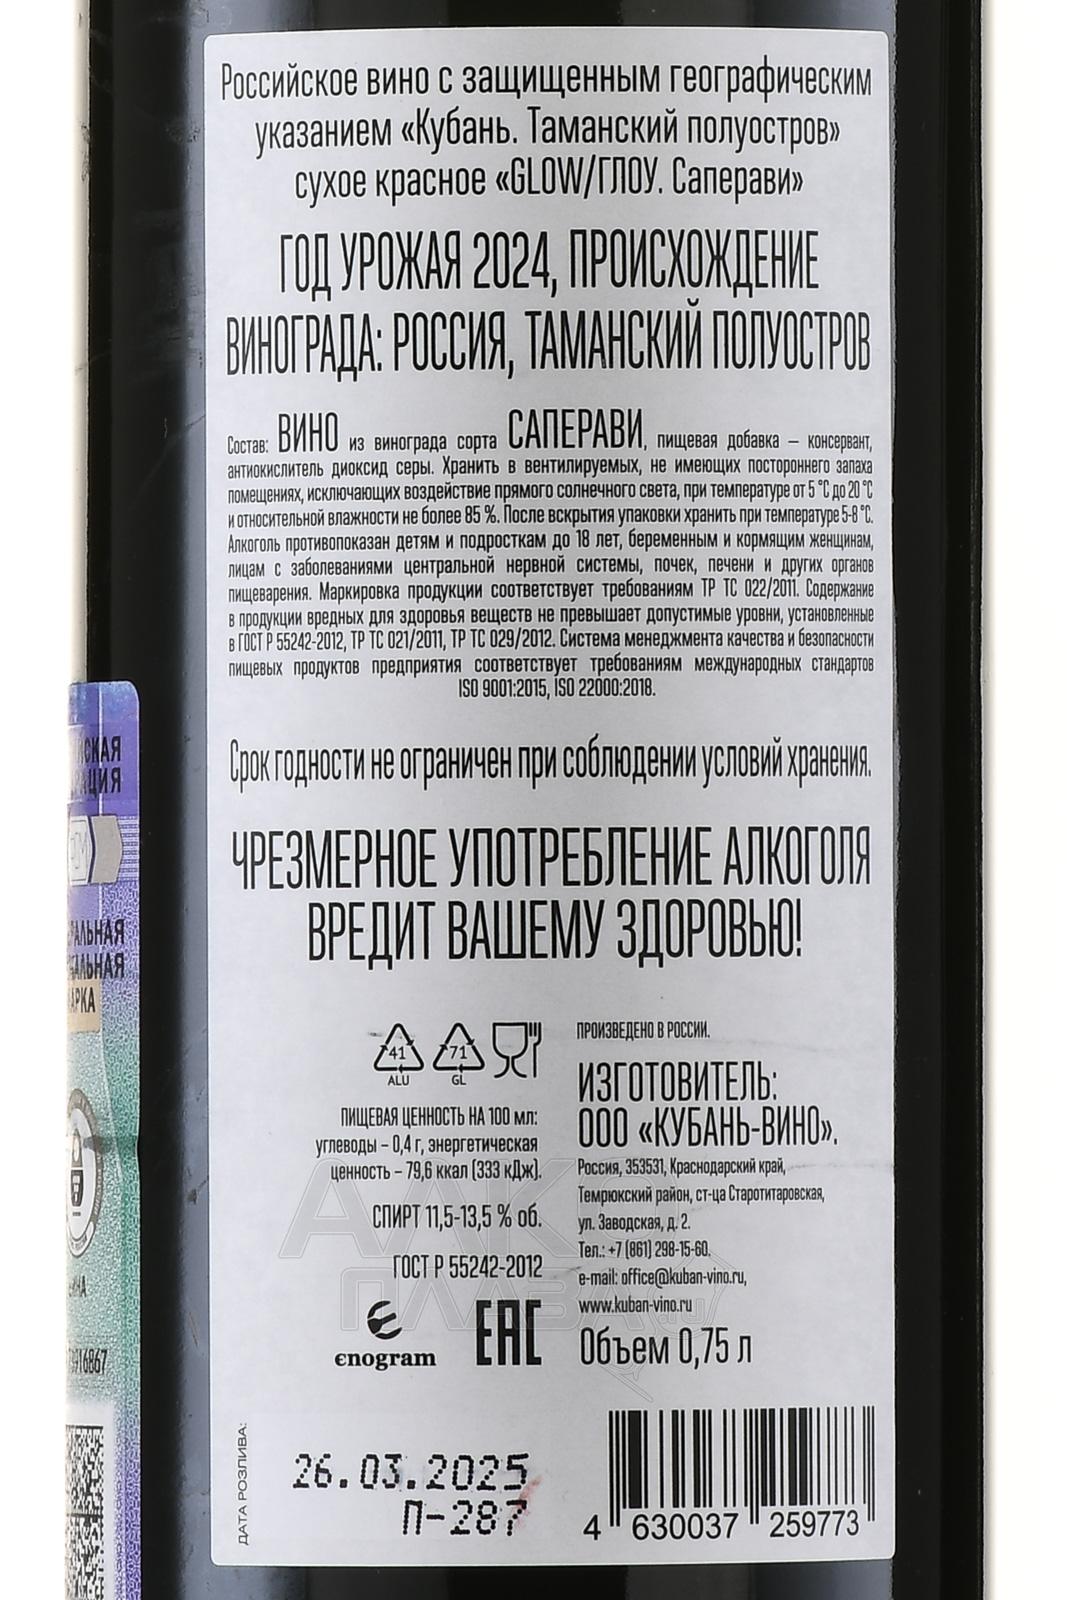 Российское вино с защищенным географическим
указанием «Кубань. Таманский полуостров»
сухое красное «GLOW/ГЛОУ. Саперави»
ГОД УРОЖАЯ 2024, ПРОИСХОЖДЕНИЕ
ВИНОГРАДА: РОССИЯ, ТАМАНСКИЙ ПОЛУОСТРОВ
Состав: ВИНО из винограда сорта САПЕРАВИ, пищевая добавка – консервант,
антиокислитель диоксид серы. Хранить в вентилируемых, не имеющих постороннего запаха
помещениях, исключающих воздействие прямого солнечного света, при температуре от 5 °С до 20 °С
и относительной влажности не более 85 %. После вскрытия упаковки хранить при температуре 5-8 °С.
Алкоголь противопоказан детям и подросткам до 18 лет, беременным и кормящим женщинам,
лицам с заболеваниями центральной нервной системы, почек, печени и других органов
пищеварения. Маркировка продукции соответствует требованиям ТР ТС 022/2011. Содержание
в продукции вредных для здоровья веществ не превышает допустимые уровни, установленные
в ГОСТ Р 55242-2012, ТР ТС 021/2011, ТР ТС 029/2012. Система менеджмента качества и безопасности
пищевых продуктов предприятия соответствует требованиям международных стандартов
ISO 9001:2015, ISO 22000:2018.
Срок годности не ограничен при соблюдении условий хранения.
ЧРЕЗМЕРНОЕ УПОТРЕБЛЕНИЕ АЛКОГОЛЯ
ВРЕДИТ ВАШЕМУ ЗДОРОВЬЮ!
41 71
ALU GL
ПИЩЕВАЯ ЦЕННОСТЬ НА 100 мл:
углеводы – 0,4 г, энергетическая
ценность – 79,6 ккал (333 кДж).
СПИРТ 11,5-13,5 % об.
ГОСТ Р 55242-2012
enogram EAC
ПРОИЗВЕДЕНО В РОССИИ.
ИЗГОТОВИТЕЛЬ:
ООО «КУБАНЬ-ВИНО».
Россия, 353531, Краснодарский край,
Темрюкский район, ст-ца Старотитаровская,
ул. Заводская, д. 2.
Тел.: +7 (861) 298-15-60.
e-mail: office@kuban-vino.ru,
www.kuban-vino.ru
Объем 0,75 л
ДАТА РОЗЛИВА:
26.03.2025
П-287
4 630037 259773
АЛКО
ПЛАЗА.ru